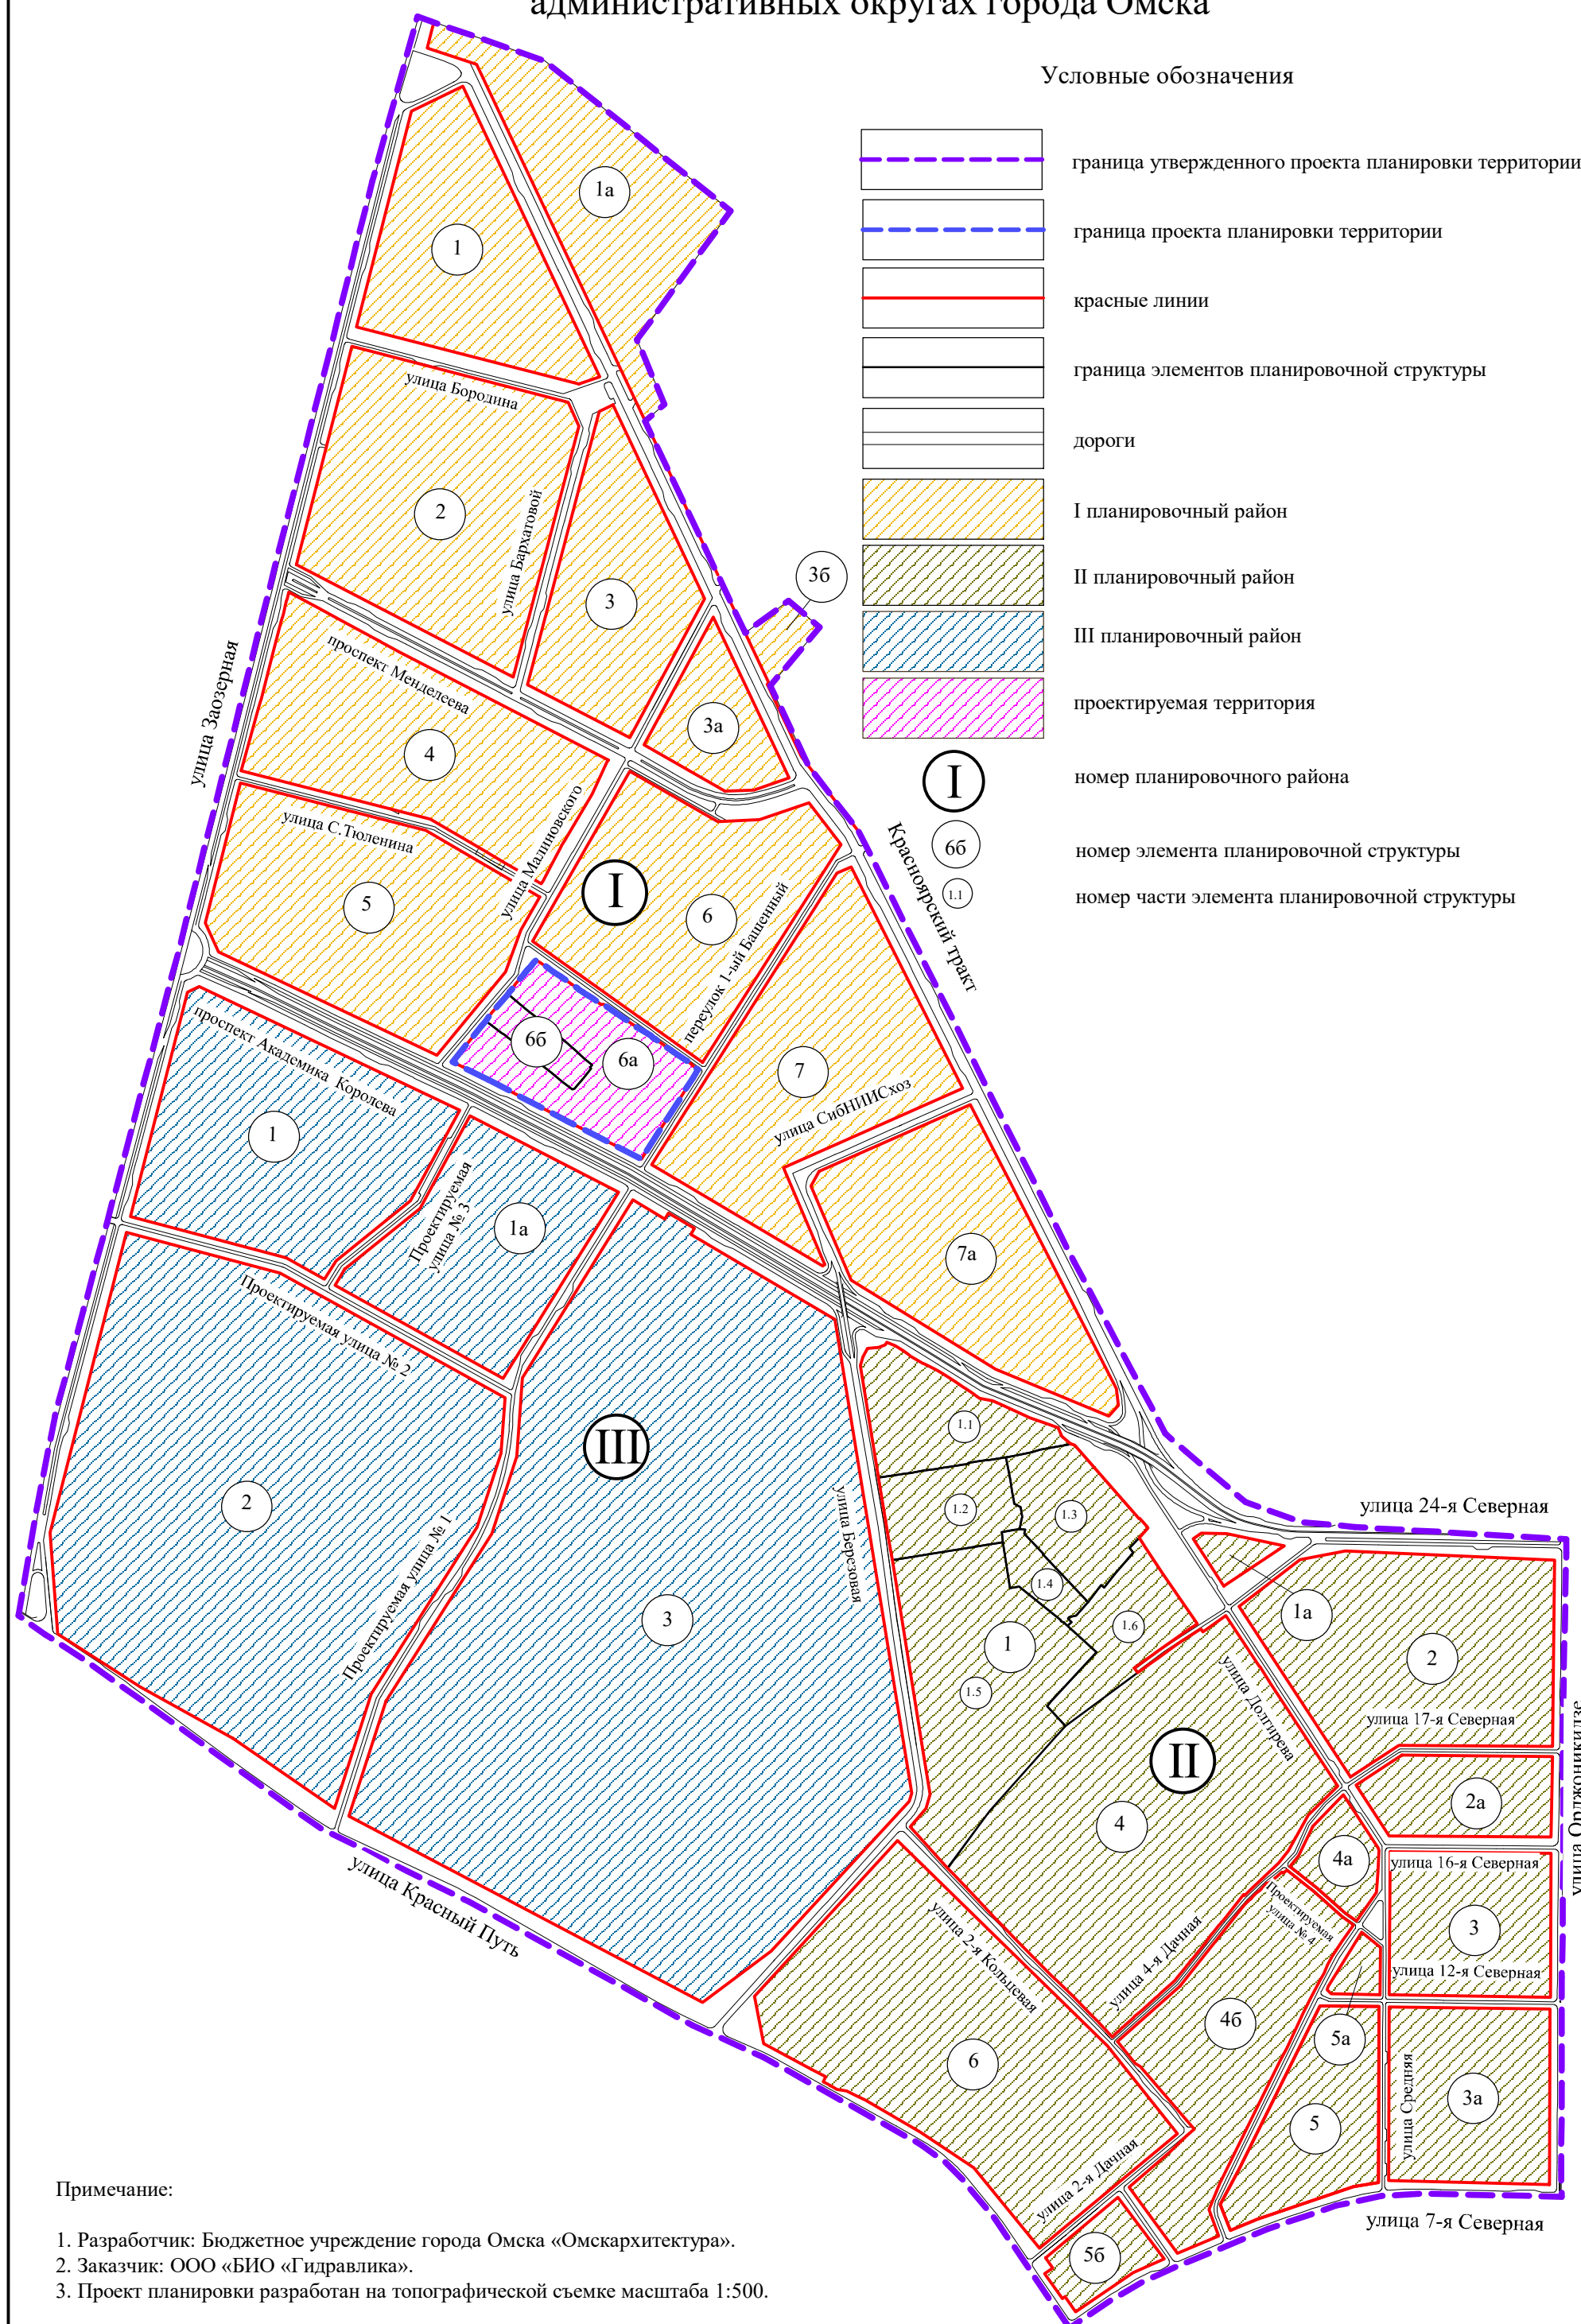 административных округах города Омска
Условные обозначения
граница утвержденного проекта планировки территории
граница проекта планировки территории
красные линии
граница элементов планировочной структуры
дороги
I планировочный район
II планировочный район
III планировочный район
проектируемая территория
I
номер планировочного района
6б
номер элемента планировочной структуры
1.1
номер части элемента планировочной структуры
1а
1
улица Бородина
2
улица Бархатовой
3
3б
проспект Менделеева
3а
улица Заозерная
4
улица С.Тюленина
улица Малиновского
Красноярский тракт
I
5
6
переулок 1-ый Башенный
6б
6а
7
улица СибНИИСхоз
проспект Академика Королева
1
Проектируемая
улица № 3
1а
7а
Проектируемая улица № 2
III
1.1
2
1.2
1.3
улица 24-я Северная
улица Березовая
Проектируемая улица № 1
1.4
3
1
1.6
1а
2
1.5
улица Долгирева
улица 17-я Северная
улица Орджоникидзе
II
4
2а
4а
улица 16-я Северная
улица Красный Путь
Проектируемая
улица № 4
3
улица 2-я Кольцевая
улица 4-я Дачная
улица 12-я Северная
4б
5а
6
улица Средняя
3а
5
улица 2-я Дачная
улица 7-я Северная
5б
Примечание:
1. Разработчик: Бюджетное учреждение города Омска «Омскархитектура».
2. Заказчик: ООО «БИО «Гидравлика».
3. Проект планировки разработан на топографической съемке масштаба 1:500.